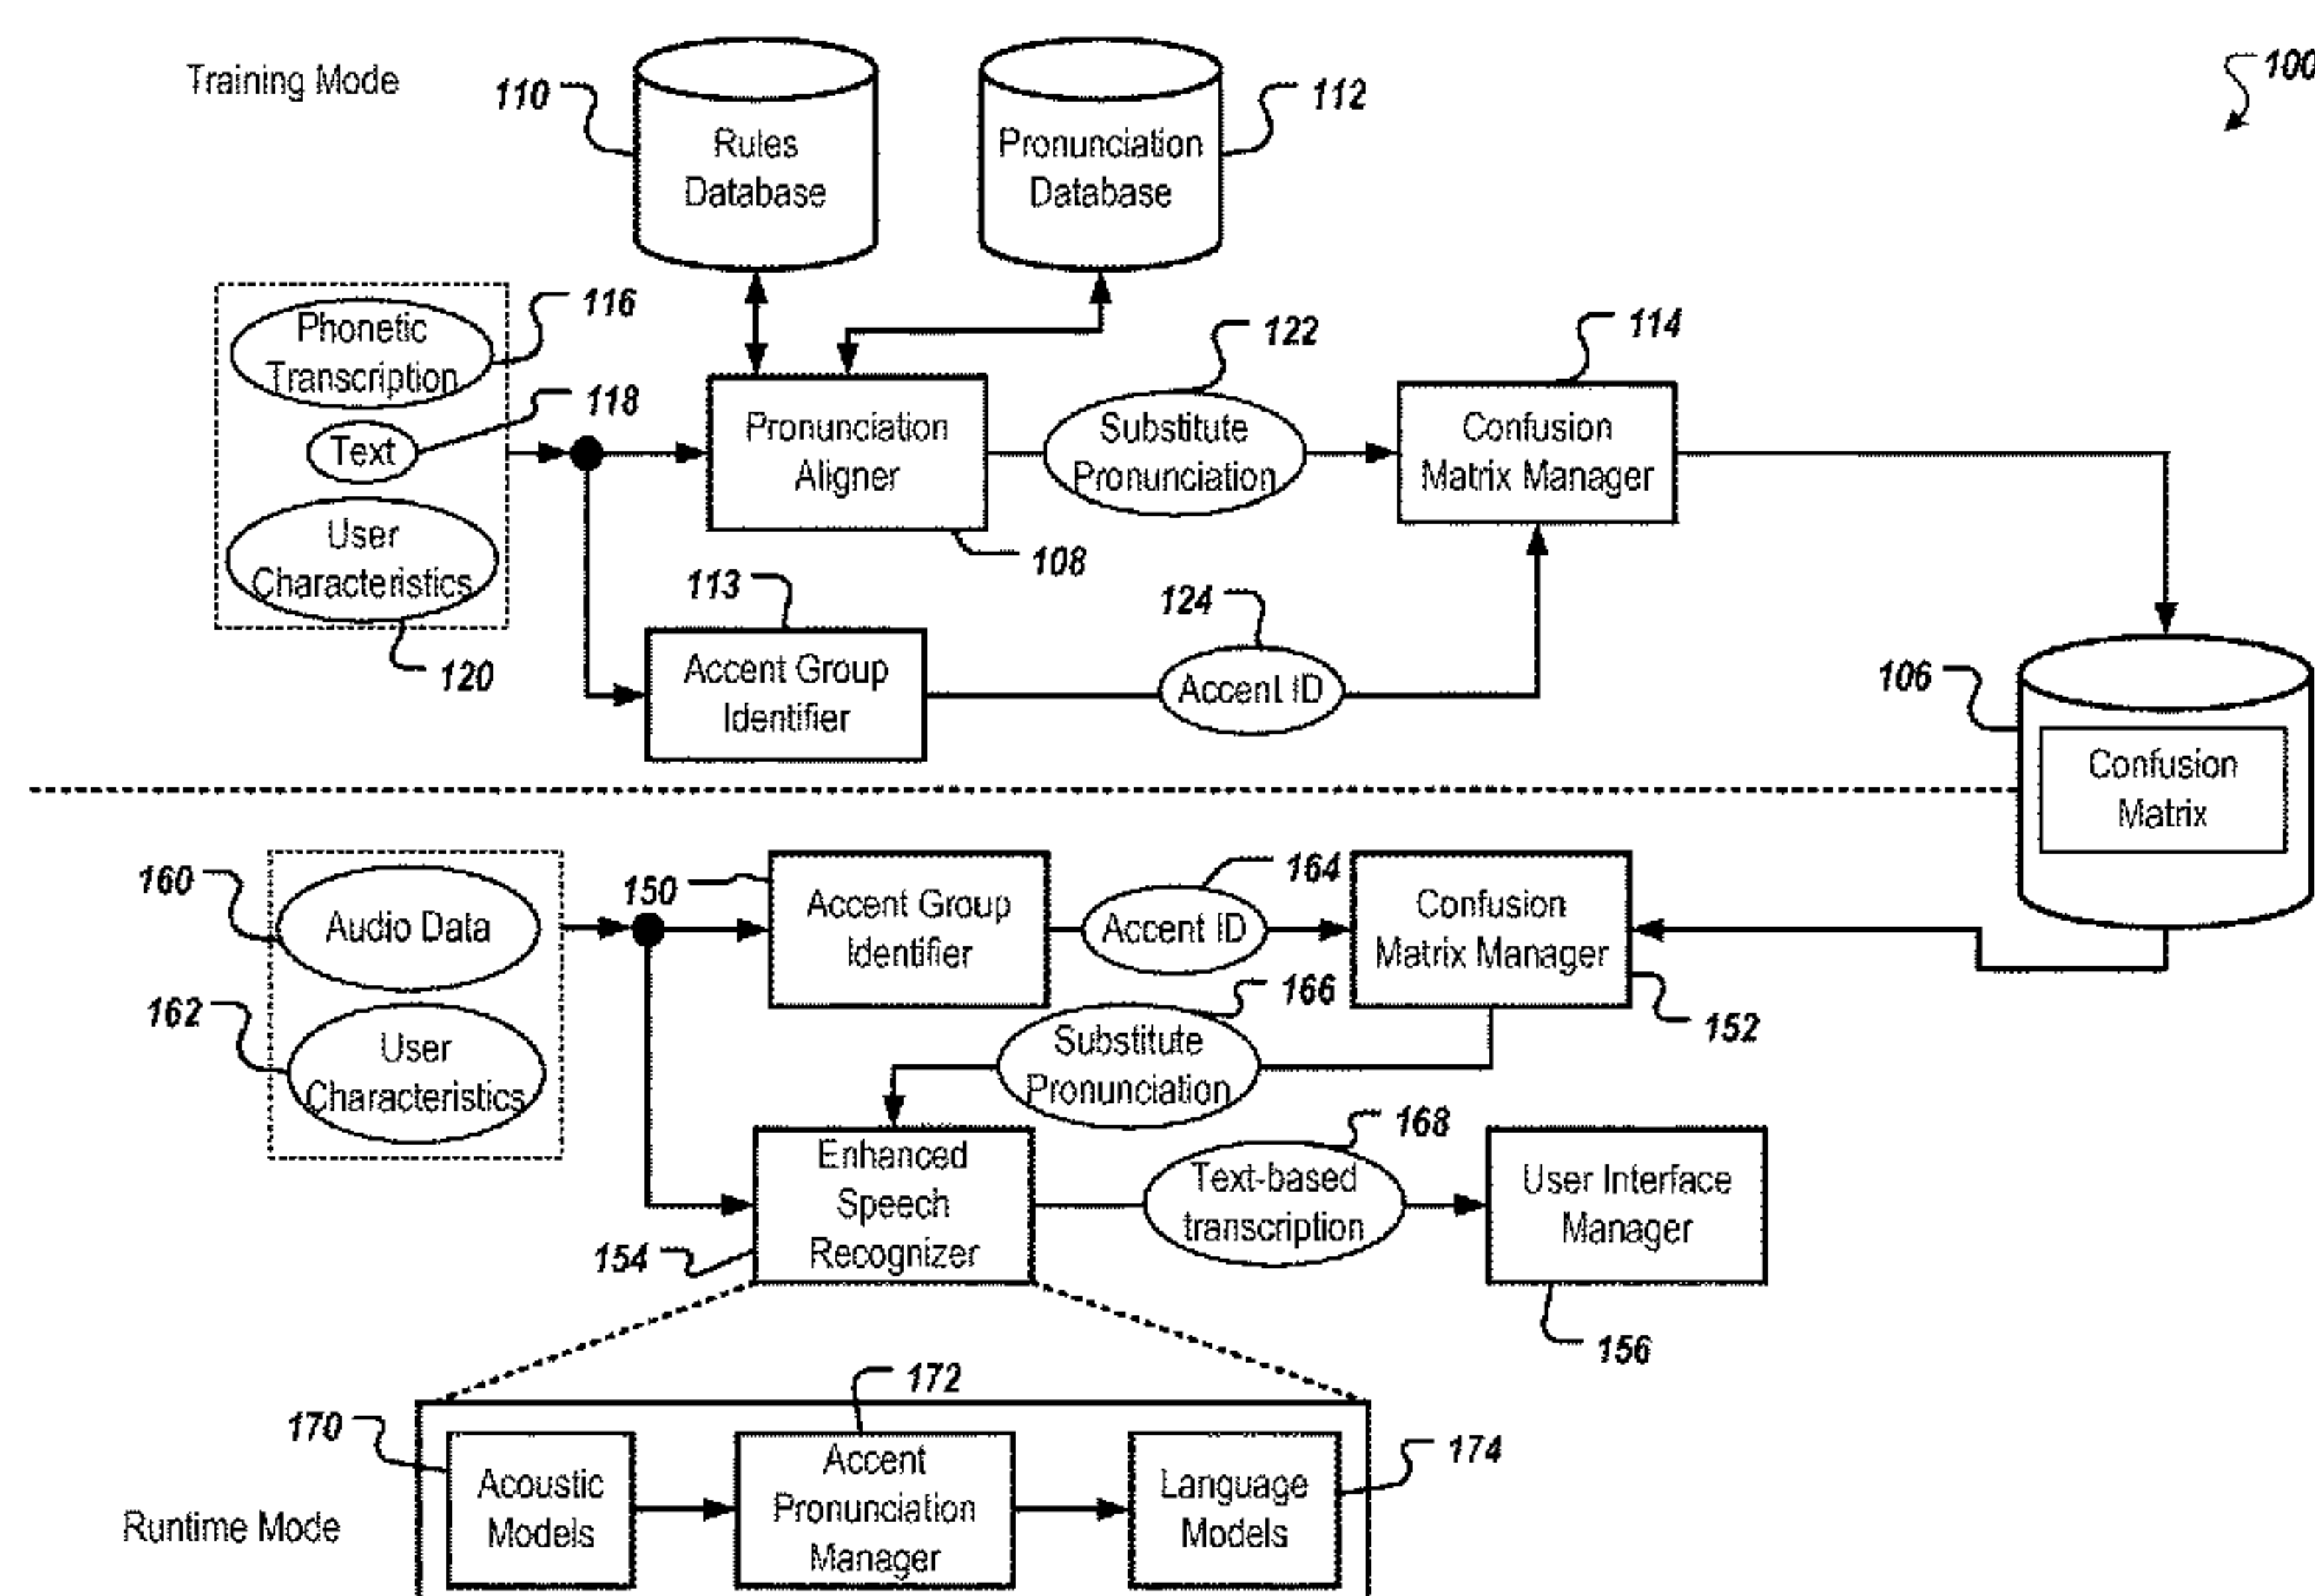 Training Mode
100
110
Rules
Database
Pronunciation
Database
112
Phonetic
Transcription
116
Text
118
User
Characteristics
120
Pronunciation
Aligner
108
122
Substitute
Pronunciation
114
Confusion
Matrix Manager
113
Accent Group
Identifier
124
Accent ID
106
Confusion
Matrix
160
Audio Data
162
User
Characteristics
150
Accent Group
Identifier
164
Accent ID
Confusion
Matrix Manager
152
166
Substitute
Pronunciation
Enhanced
Speech
Recognizer
154
168
Text-based
transcription
User Interface
Manager
156
Runtime Mode
170
Acoustic
Models
172
Accent
Pronunciation
Manager
Language
Models
174